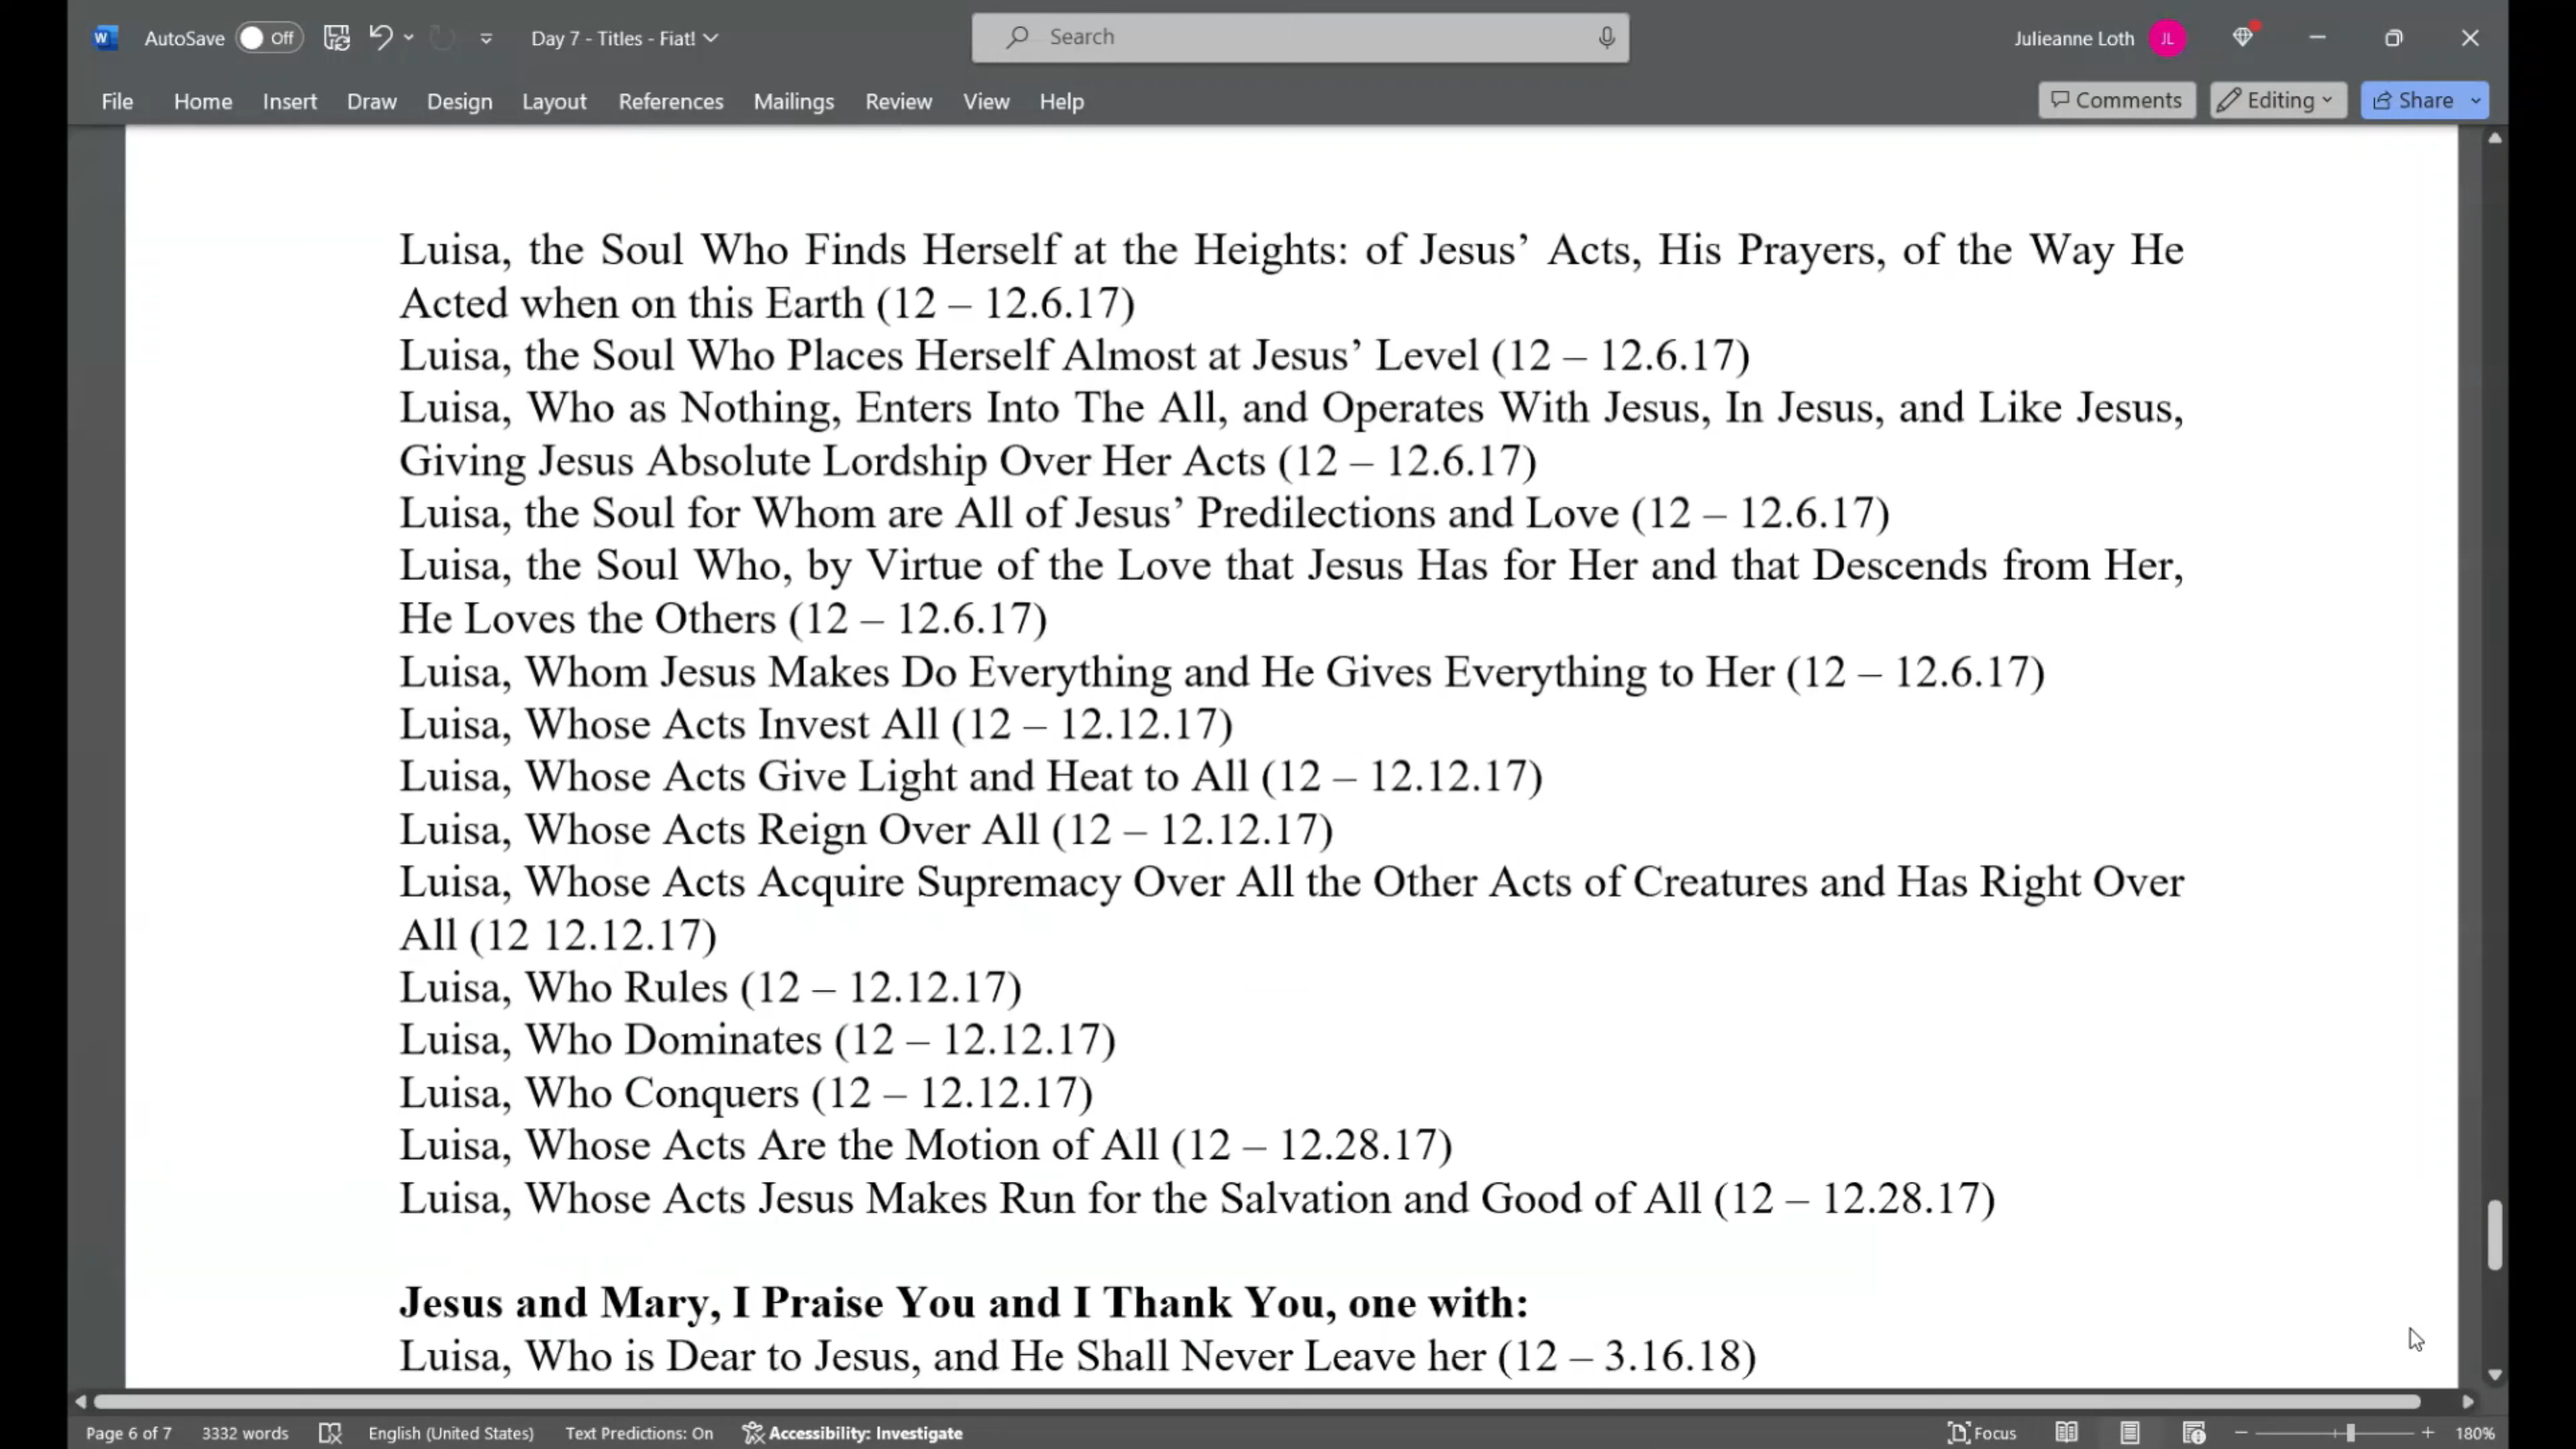 AutoSave Off Day 7 - Titles - Fiat! Search Julieanne Loth JL
File Home Insert Draw Design Layout References Mailings Review View Help Comments Editing Share
Luisa, the Soul Who Finds Herself at the Heights: of Jesus’ Acts, His Prayers, of the Way He
Acted when on this Earth (12 – 12.6.17)
Luisa, the Soul Who Places Herself Almost at Jesus’ Level (12 – 12.6.17)
Luisa, Who as Nothing, Enters Into The All, and Operates With Jesus, In Jesus, and Like Jesus,
Giving Jesus Absolute Lordship Over Her Acts (12 – 12.6.17)
Luisa, the Soul for Whom are All of Jesus’ Predilections and Love (12 – 12.6.17)
Luisa, the Soul Who, by Virtue of the Love that Jesus Has for Her and that Descends from Her,
He Loves the Others (12 – 12.6.17)
Luisa, Whom Jesus Makes Do Everything and He Gives Everything to Her (12 – 12.6.17)
Luisa, Whose Acts Invest All (12 – 12.12.17)
Luisa, Whose Acts Give Light and Heat to All (12 – 12.12.17)
Luisa, Whose Acts Reign Over All (12 – 12.12.17)
Luisa, Whose Acts Acquire Supremacy Over All the Other Acts of Creatures and Has Right Over
All (12 12.12.17)
Luisa, Who Rules (12 – 12.12.17)
Luisa, Who Dominates (12 – 12.12.17)
Luisa, Who Conquers (12 – 12.12.17)
Luisa, Whose Acts Are the Motion of All (12 – 12.28.17)
Luisa, Whose Acts Jesus Makes Run for the Salvation and Good of All (12 – 12.28.17)
Jesus and Mary, I Praise You and I Thank You, one with:
Luisa, Who is Dear to Jesus, and He Shall Never Leave her (12 – 3.16.18)
Page 6 of 7 3332 words English (United States) Text Predictions: On Accessibility: Investigate Focus 180%